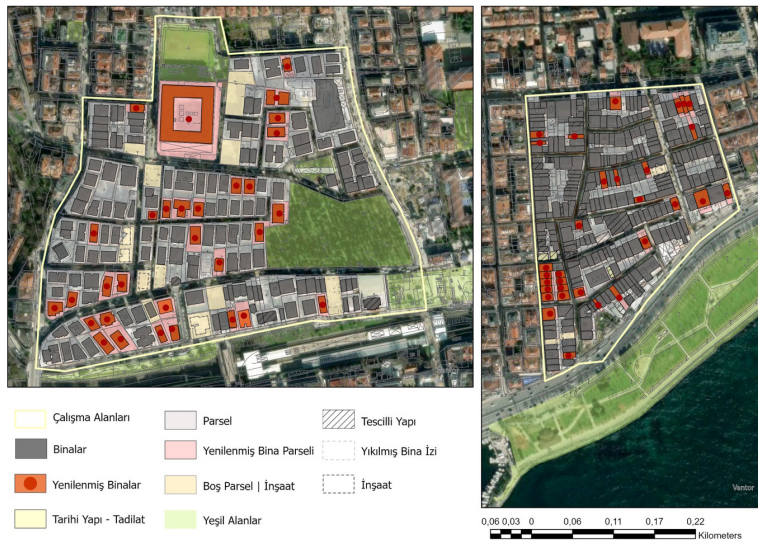 Vantor
Çalışma Alanları
Parsel
Tescilli Yapı
Binalar
Yenilenmiş Bina Parseli
Yıkılmış Bina İzi
Yenilenmiş Binalar
Boş Parsel | İnşaat
İnşaat
Tarihi Yapı - Tadilat
Yeşil Alanlar
0,06 0,03 0 0,06 0,11 0,17 0,22
Kilometers